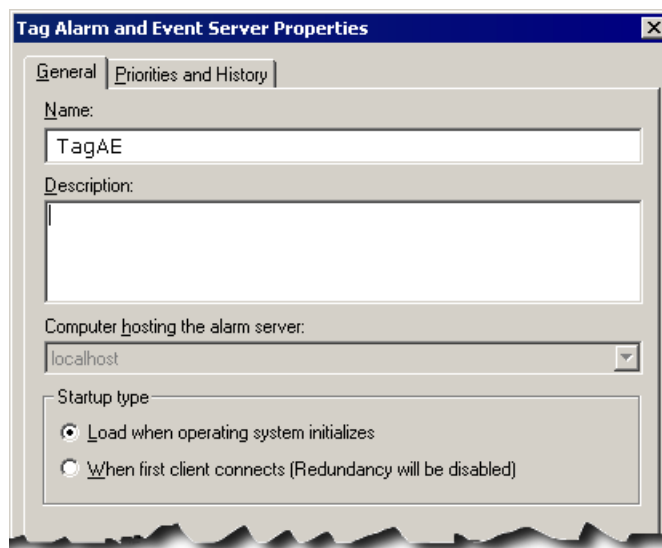 Tag Alarm and Event Server Properties
General Priorities and History
Name:
TagAE
Description:
Computer hosting the alarm server:
localhost
Startup type
Load when operating system initializes
When first client connects (Redundancy will be disabled)